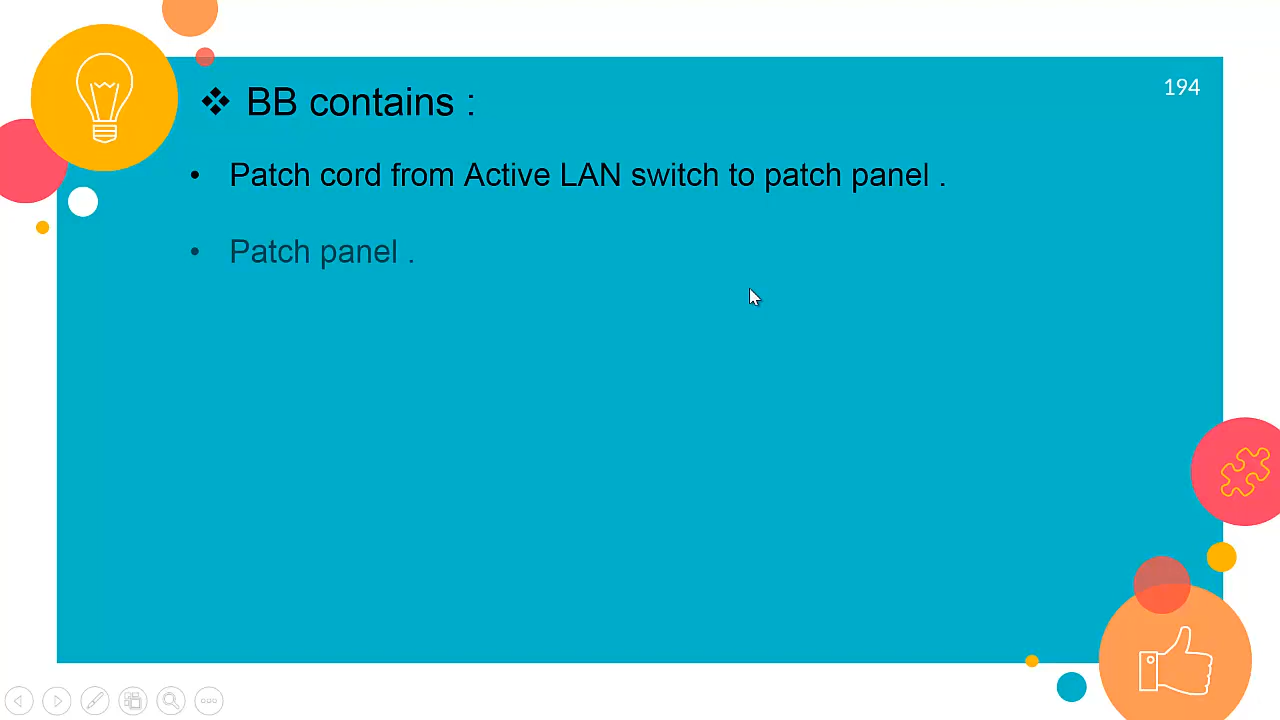 194
❖ BB contains :
• Patch cord from Active LAN switch to patch panel .
• Patch panel .